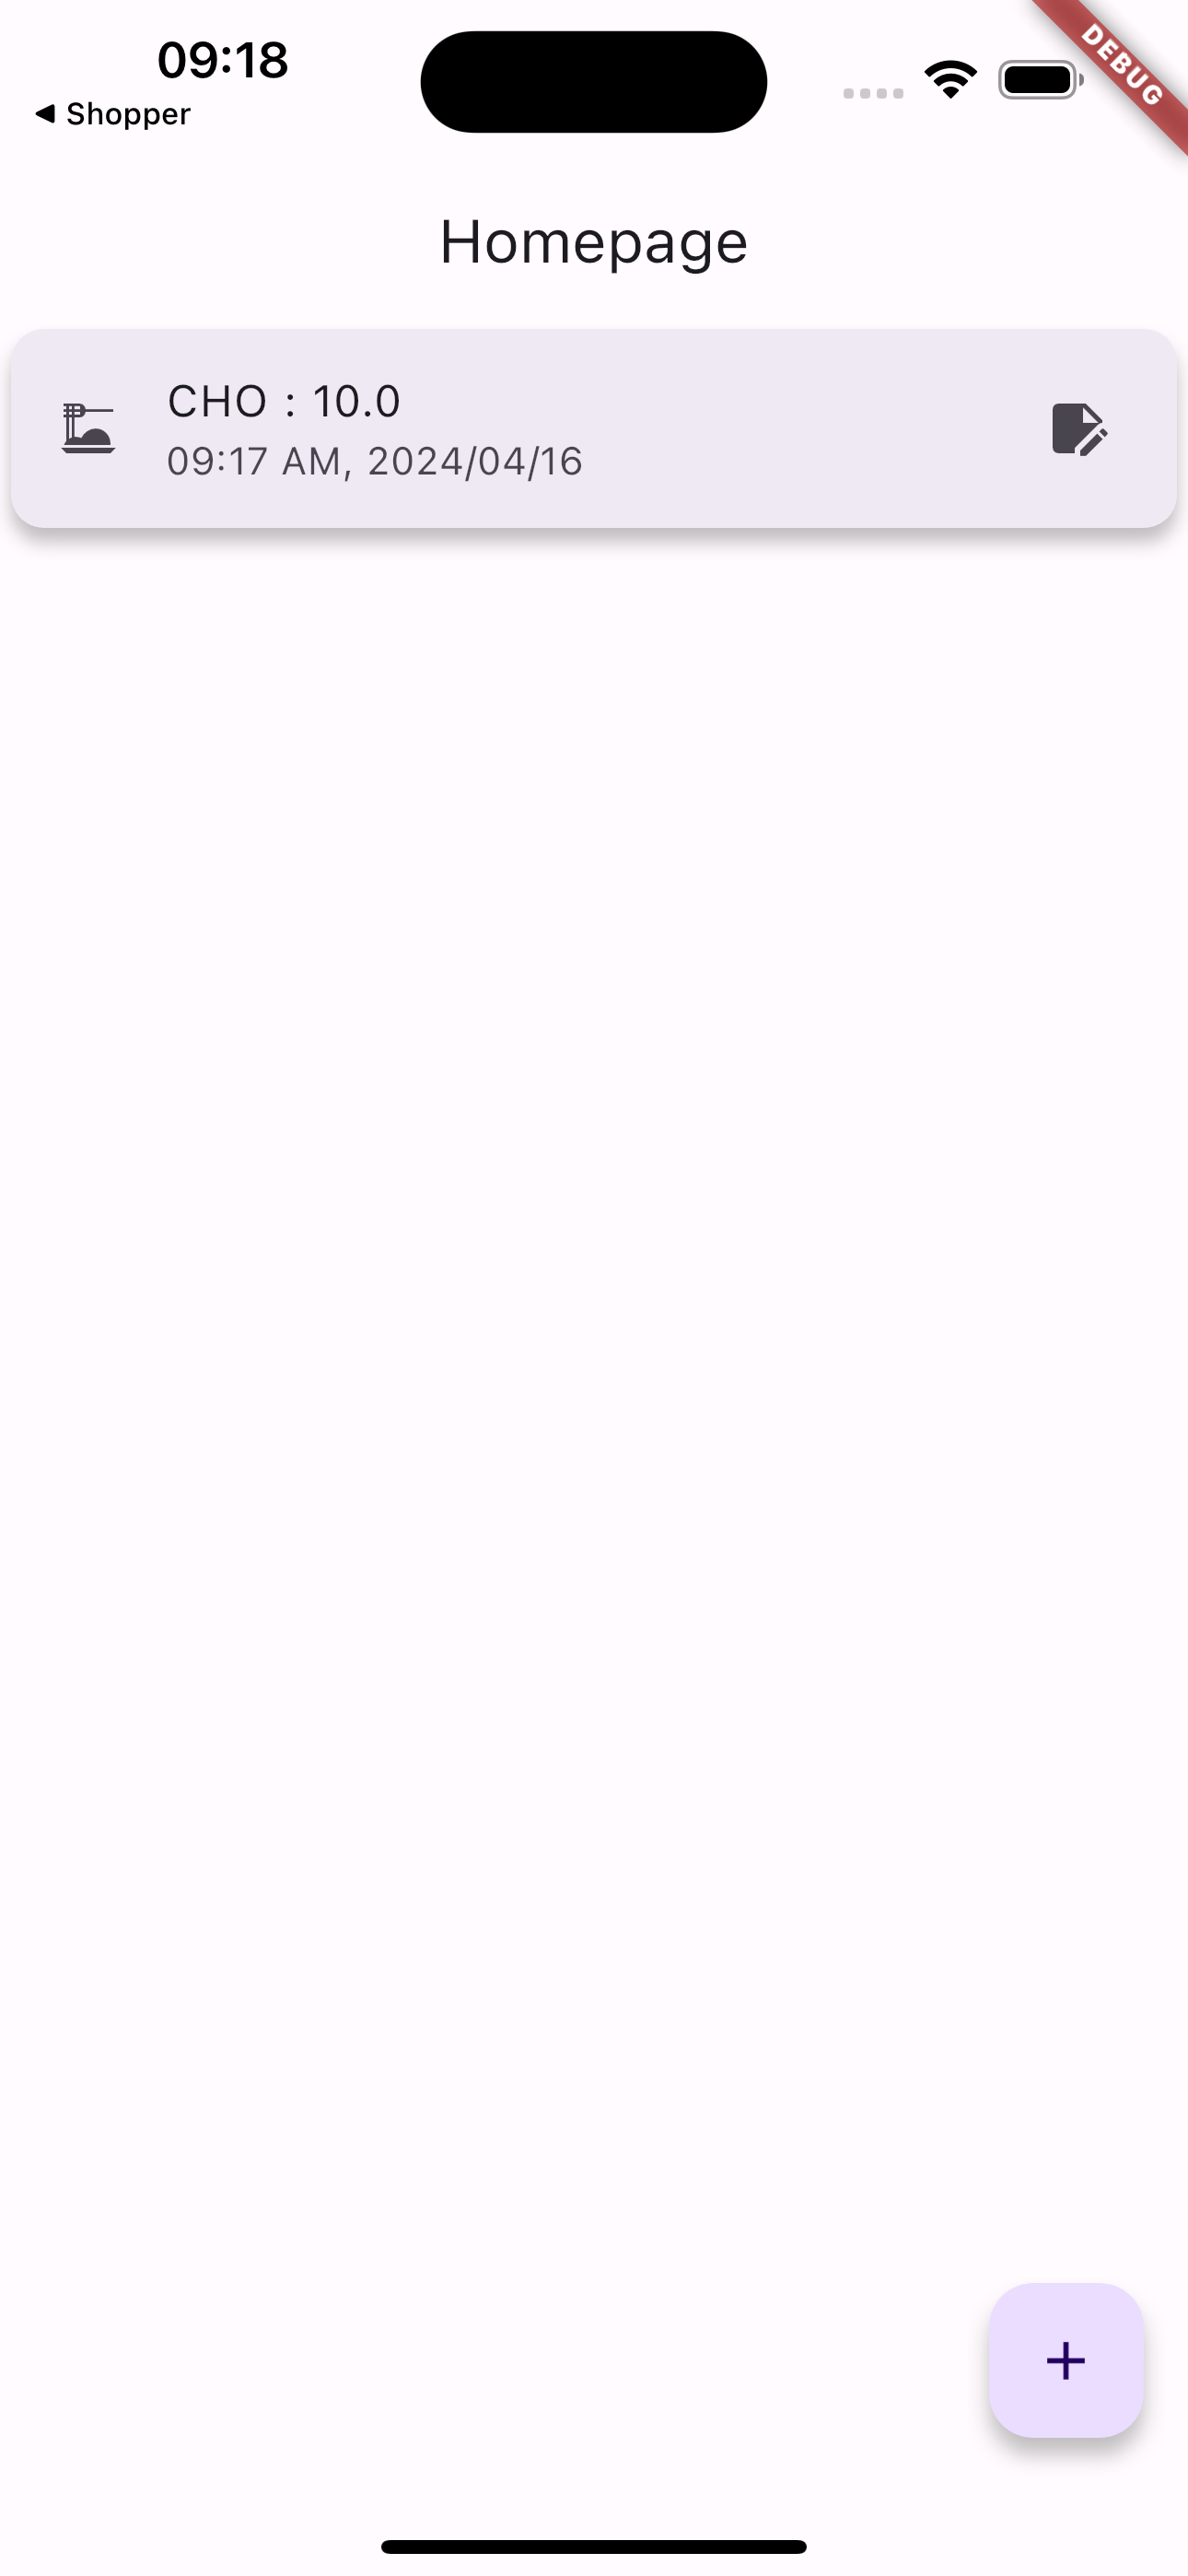 09:18
DEBUG
◀ Shopper
Homepage
CHO : 10.0
09:17 AM, 2024/04/16
+